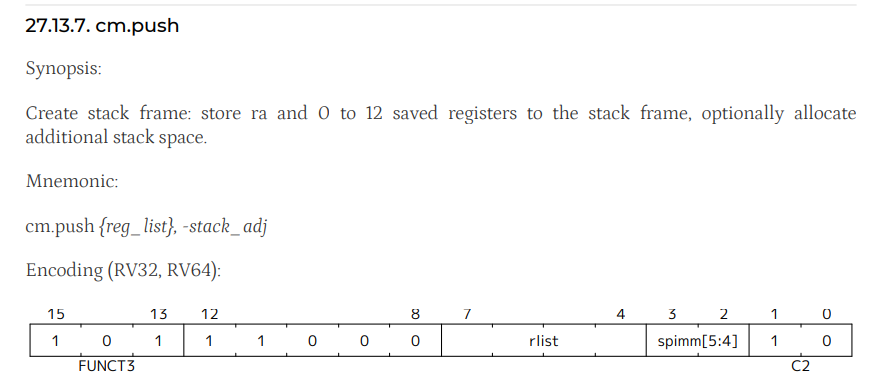 27.13.7. cm.push
Synopsis:
Create stack frame: store ra and 0 to 12 saved registers to the stack frame, optionally allocate
additional stack space.
Mnemonic:
cm.push {reg_list}, -stack_adj
Encoding (RV32, RV64):
15 13 12 8 7 4 3 2 1 0
1 0 1 1 1 0 0 0 rlist spimm[5:4] 1 0
FUNCT3 C2